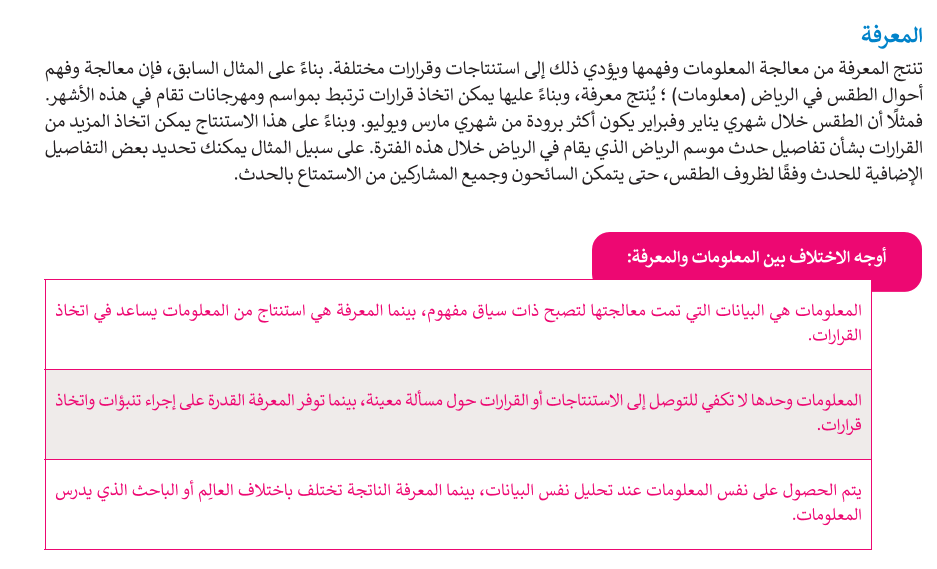 المعرفة
تنتج المعرفة من معالجة المعلومات وفهمها ويؤدي ذلك إلى استنتاجات وقرارات مختلفة. بناءً على المثال السابق، فإن معالجة وفهم
أحوال الطقس في الرياض (معلومات) ؛ يُنتج معرفة، وبناءً عليها يمكن اتخاذ قرارات ترتبط بمواسم ومهرجانات تقام في هذه الأشهر.
فمثلًا أن الطقس خلال شهري يناير وفبراير يكون أكثر برودة من شهري مارس ويوليو. وبناءً على هذا الاستنتاج يمكن اتخاذ المزيد من
القرارات بشأن تفاصيل حدث موسم الرياض الذي يقام في الرياض خلال هذه الفترة. على سبيل المثال يمكنك تحديد بعض التفاصيل
الإضافية للحدث وفقًا لظروف الطقس، حتى يتمكن السائحون وجميع المشاركين من الاستمتاع بالحدث.
أوجه الاختلاف بين المعلومات والمعرفة:
المعلومات هي البيانات التي تمت معالجتها لتصبح ذات سياق مفهوم، بينما المعرفة هي استنتاج من المعلومات يساعد في اتخاذ
القرارات.
المعلومات وحدها لا تكفي للتوصل إلى الاستنتاجات أو القرارات حول مسألة معينة، بينما توفر المعرفة القدرة على إجراء تنبؤات واتخاذ
قرارات.
يتم الحصول على نفس المعلومات عند تحليل نفس البيانات، بينما المعرفة الناتجة تختلف باختلاف العالِم أو الباحث الذي يدرس
المعلومات.